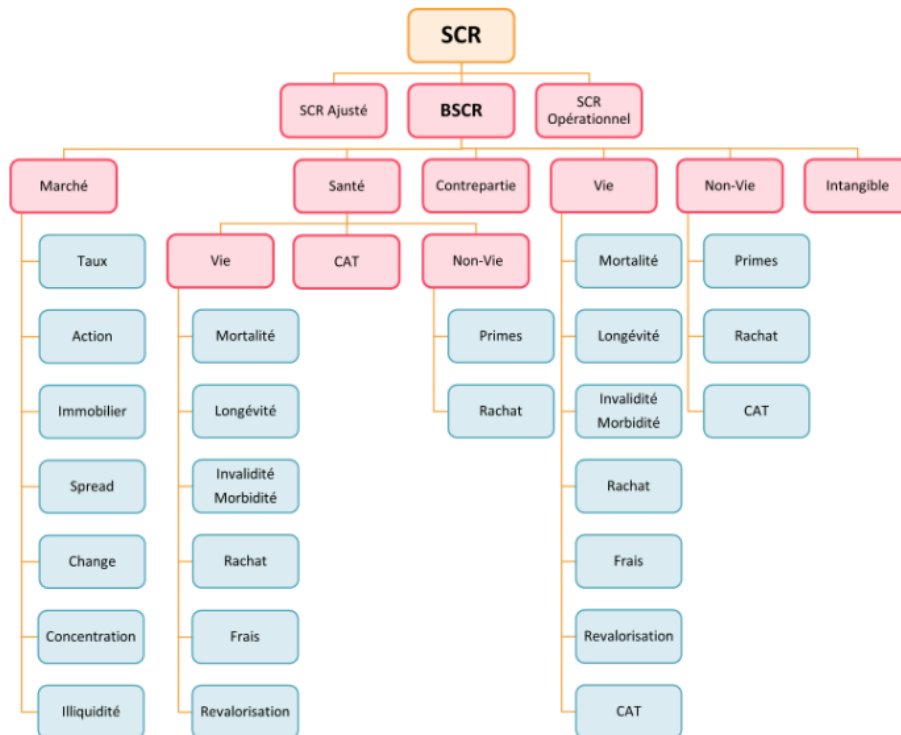 SCR
SCR Ajusté
BSCR
SCR
Opérationnel
Marché
Santé
Contrepartie
Vie
Non-Vie
Intangible
Taux
Action
Immobilier
Spread
Change
Concentration
Illiquidité
Vie
CAT
Non-Vie
Mortalité
Longévité
Invalidité
Morbidité
Rachat
Frais
Revalorisation
Primes
Rachat
Mortalité
Longévité
Invalidité
Morbidité
Rachat
Frais
Revalorisation
CAT
Primes
Rachat
CAT